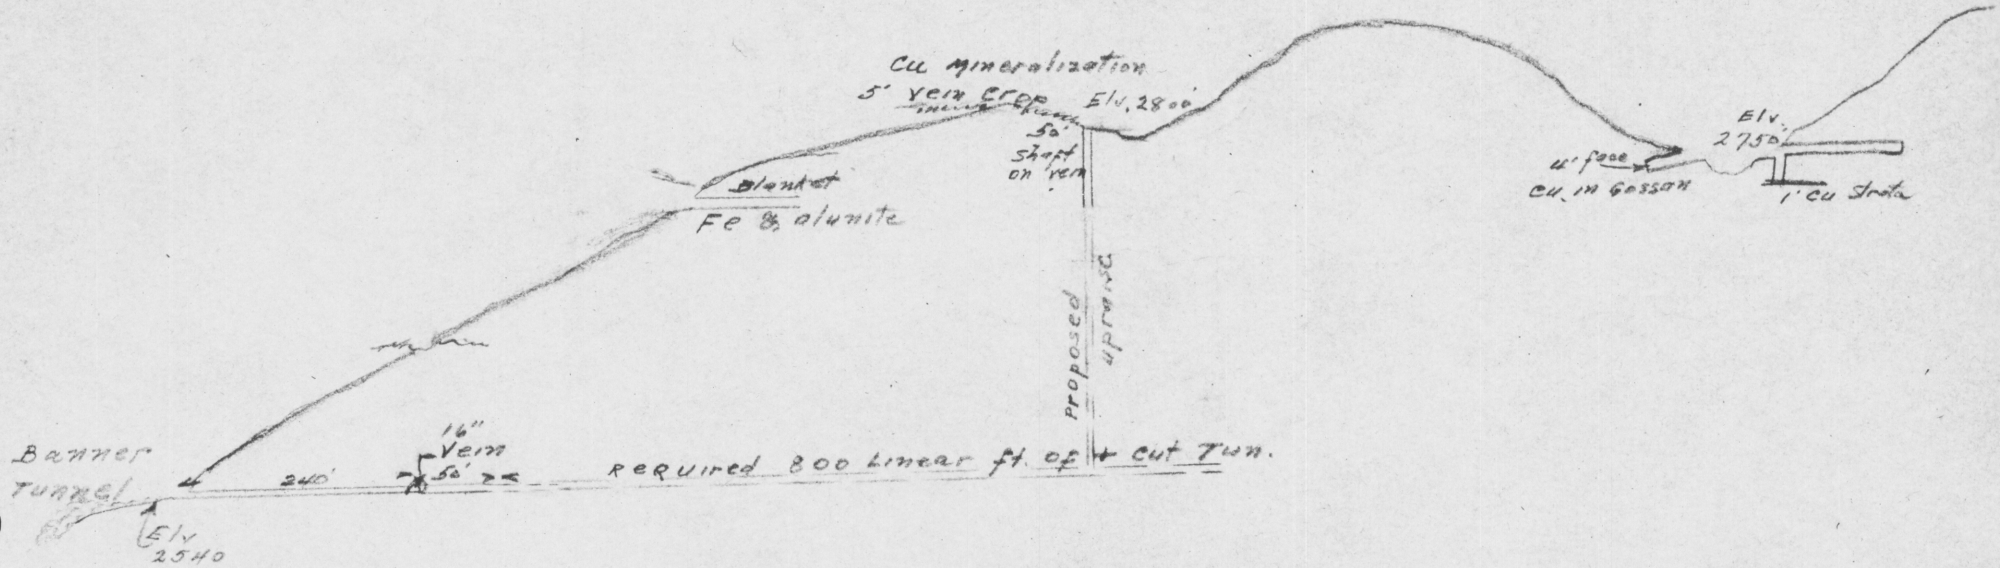 Cu Mineralization
5' vein crop
Elv. 2800'
50'
shaft
on vein
Blanket
Fe & alunite
Elv.
2750'
4' face
Cu. in Gossan
1' Cu Strata
Proposed
upraise
16"
Vein
50'
240'
Required 800 Linear ft. of + Cut Tun.
Banner
Tunnel
Elv
2540